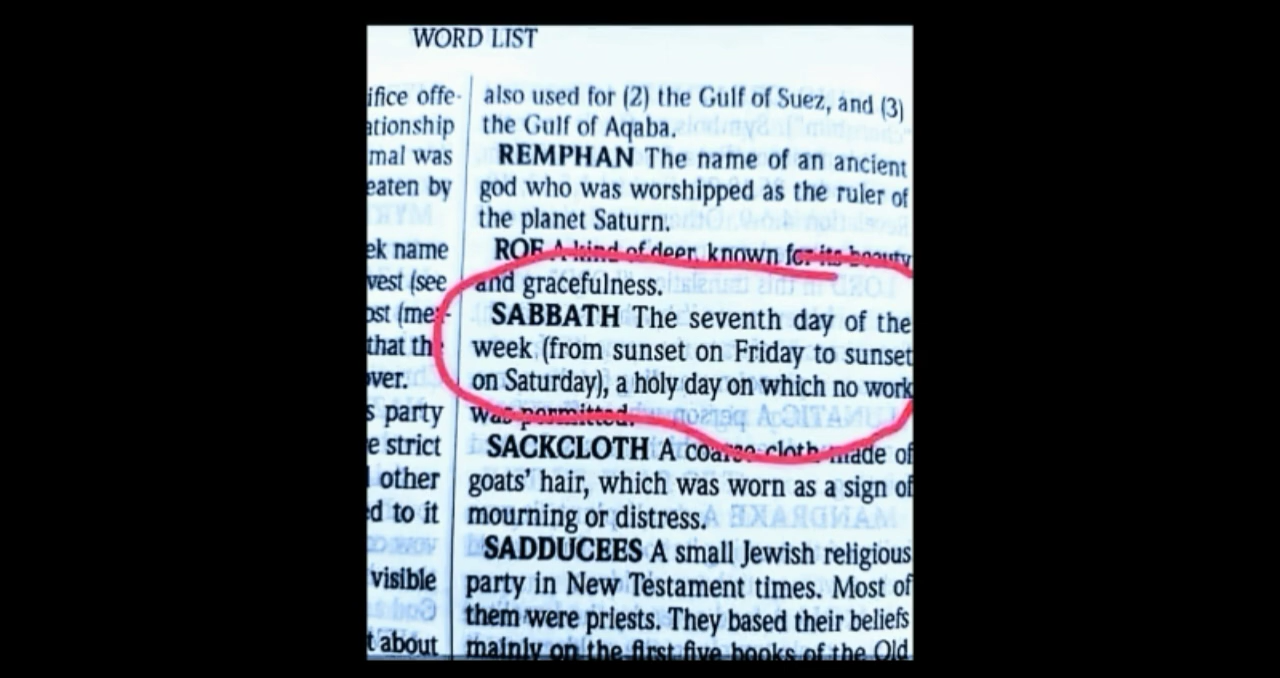 WORD LIST
ifice offe-
ationship
mal was
eaten by
ek name
vest (see
ost (mer-
that the
over.
s party
e strict
other
ed to it
visible
t about
also used for (2) the Gulf of Suez, and (3)
the Gulf of Aqaba.
REMPHAN The name of an ancient
god who was worshipped as the ruler of
the planet Saturn.
ROE A kind of deer, known for its beauty
and gracefulness.
SABBATH The seventh day of the
week (from sunset on Friday to sunset
on Saturday), a holy day on which no work
was permitted.
SACKCLOTH A coarse cloth made of
goats' hair, which was worn as a sign of
mourning or distress.
SADDUCEES A small Jewish religious
party in New Testament times. Most of
them were priests. They based their beliefs
mainly on the first five books of the Old